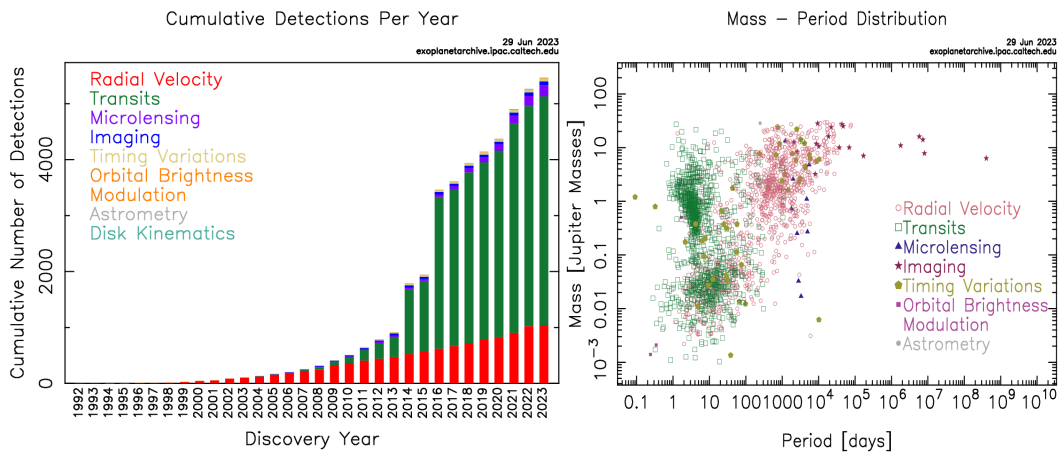 Cumulative Detections Per Year
29 Jun 2023
exoplanetarchive.ipac.caltech.edu
Cumulative Number of Detections
4000
2000
0
Radial Velocity
Transits
Microlensing
Imaging
Timing Variations
Orbital Brightness
Modulation
Astrometry
Disk Kinematics
1992 1993 1994 1995 1996 1997 1998 1999 2000 2001 2002 2003 2004 2005 2006 2007 2008 2009 2010 2011 2012 2013 2014 2015 2016 2017 2018 2019 2020 2021 2022 2023
Discovery Year
Mass – Period Distribution
29 Jun 2023
exoplanetarchive.ipac.caltech.edu
Mass [Jupiter Masses]
100
10
1
0.1
0.01
10⁻³
Radial Velocity
Transits
Microlensing
Imaging
Timing Variations
Orbital Brightness
Modulation
Astrometry
0.1 1 10 100 1000 10⁴ 10⁵ 10⁶ 10⁷ 10⁸ 10⁹ 10¹⁰
Period [days]